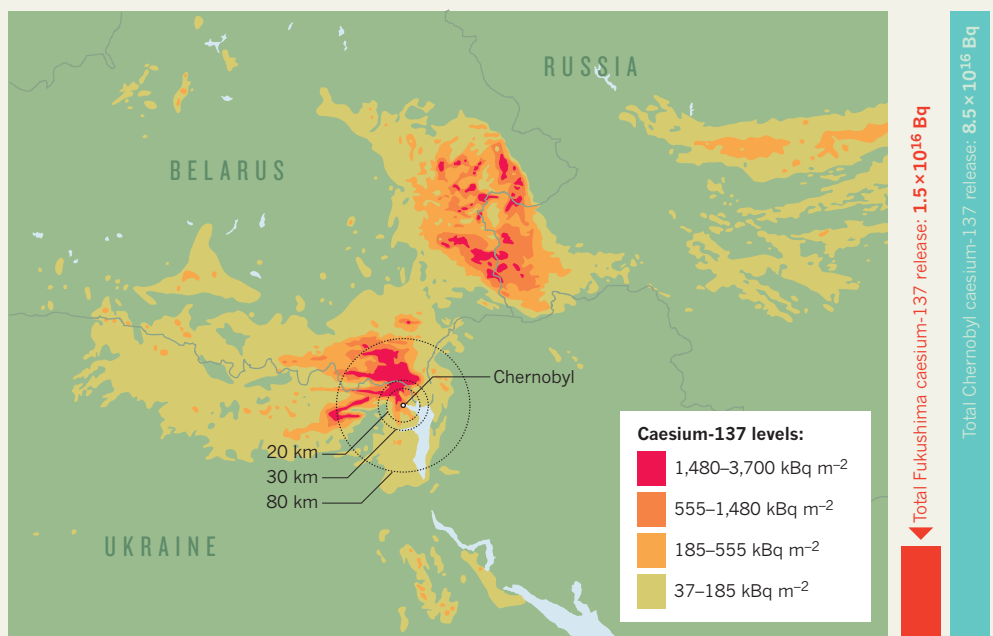 RUSSIA
BELARUS
Chernobyl
20 km
30 km
80 km
UKRAINE
Caesium-137 levels:
1,480–3,700 kBq m⁻²
555–1,480 kBq m⁻²
185–555 kBq m⁻²
37–185 kBq m⁻²
Total Fukushima caesium-137 release: 1.5×10¹⁶ Bq
Total Chernobyl caesium-137 release: 8.5×10¹⁶ Bq